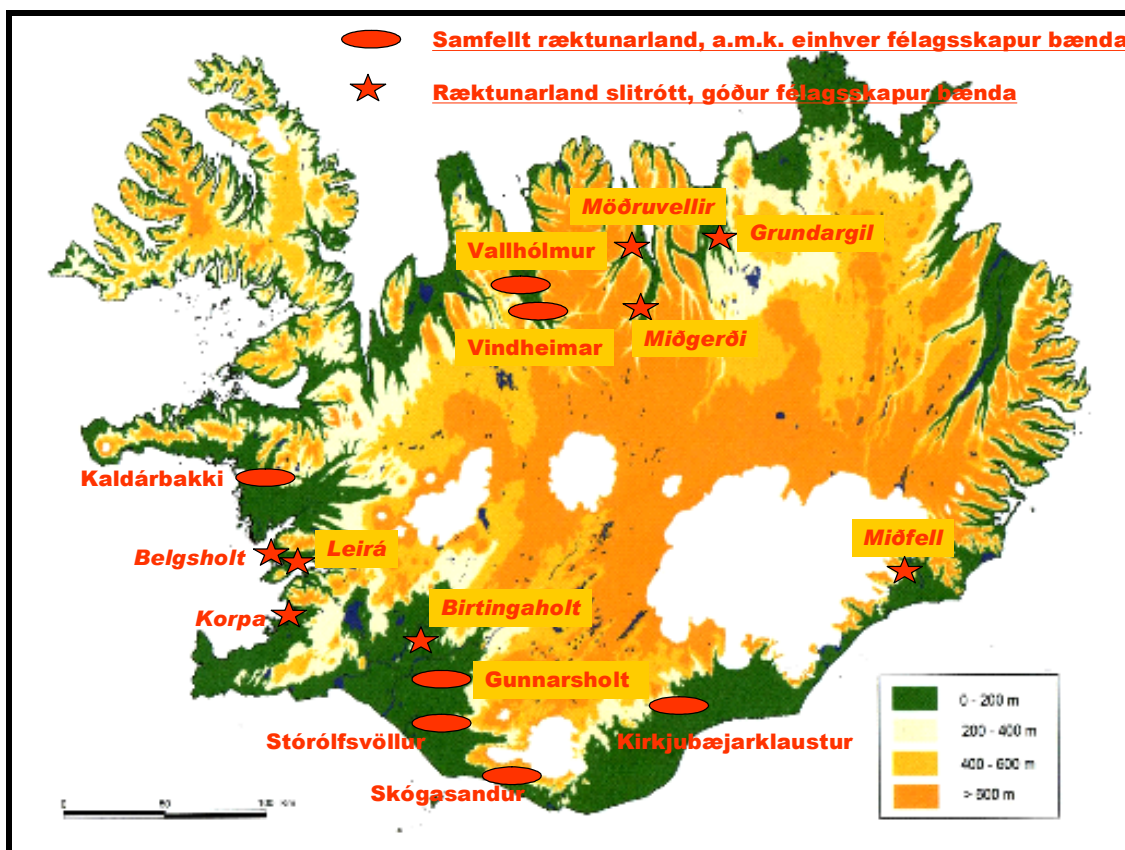 Samfellt ræktunarland, a.m.k. einhver félagsskapur bænda
Ræktunarland slitrótt, góður félagsskapur bænda
Möðruvellir
Grundargil
Vallhólmur
Vindheimar
Miðgerði
Kaldárbakki
Belgsholt
Leirá
Miðfell
Korpa
Birtingaholt
Gunnarsholt
Stórólfsvöllur
Kirkjubæjarklaustur
Skógasandur
0 - 200 m
200 - 400 m
400 - 600 m
> 600 m
0 50 100 km